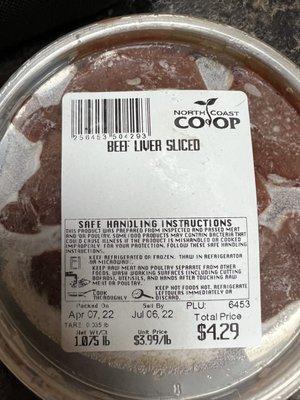 NORTH COAST
CO·OP
256453 504293
BEEF LIVER SLICED
SAFE HANDLING INSTRUCTIONS
THIS PRODUCT WAS PREPARED FROM INSPECTED AND PASSED MEAT
AND/OR POULTRY. SOME FOOD PRODUCTS MAY CONTAIN BACTERIA THAT
COULD CAUSE ILLNESS IF THE PRODUCT IS MISHANDLED OR COOKED
IMPROPERLY. FOR YOUR PROTECTION, FOLLOW THESE SAFE HANDLING
INSTRUCTIONS.
KEEP REFRIGERATED OR FROZEN. THAW IN REFRIGERATOR
OR MICROWAVE.
KEEP RAW MEAT AND POULTRY SEPARATE FROM OTHER
FOODS. WASH WORKING SURFACES (INCLUDING CUTTING
BOARDS), UTENSILS, AND HANDS AFTER TOUCHING RAW
MEAT OR POULTRY.
COOK THOROUGHLY
KEEP HOT FOODS HOT. REFRIGERATE
LEFTOVERS IMMEDIATELY OR
DISCARD.
Packed On Sell By PLU: 6453
Apr 07, 22 Jul 06, 22 Total Price
TARE 0.035 lb
Net Wt/Ct Unit Price $4.29
1.075 lb $3.99/lb